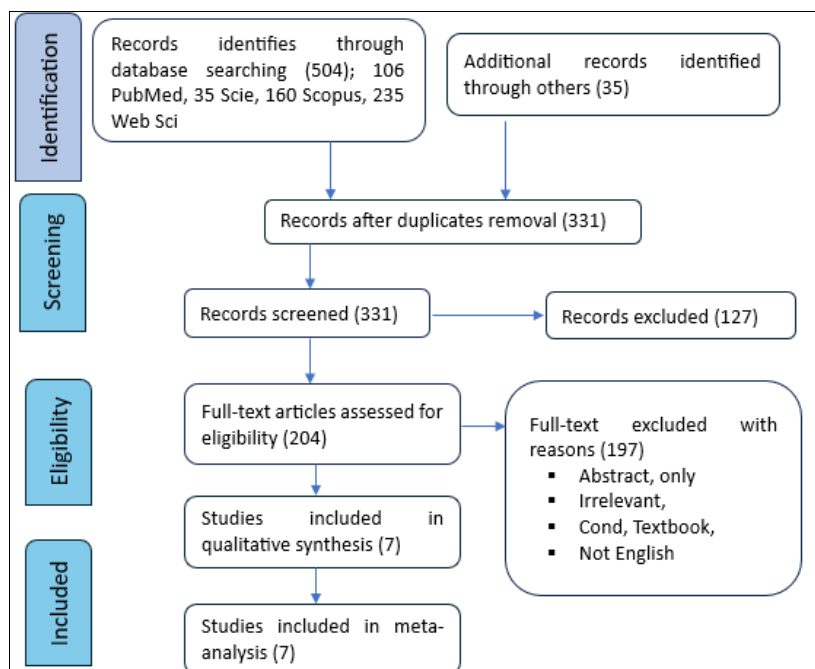 Identification
Records identifies through
database searching (504); 106
PubMed, 35 Scie, 160 Scopus, 235
Web Sci
Additional records identified
through others (35)
Screening
Records after duplicates removal (331)
Records screened (331)
Records excluded (127)
Eligibility
Full-text articles assessed for
eligibility (204)
Full-text excluded with
reasons (197)
▪ Abstract, only
▪ Irrelevant,
▪ Cond, Textbook,
▪ Not English
Studies included in
qualitative synthesis (7)
Included
Studies included in meta-
analysis (7)